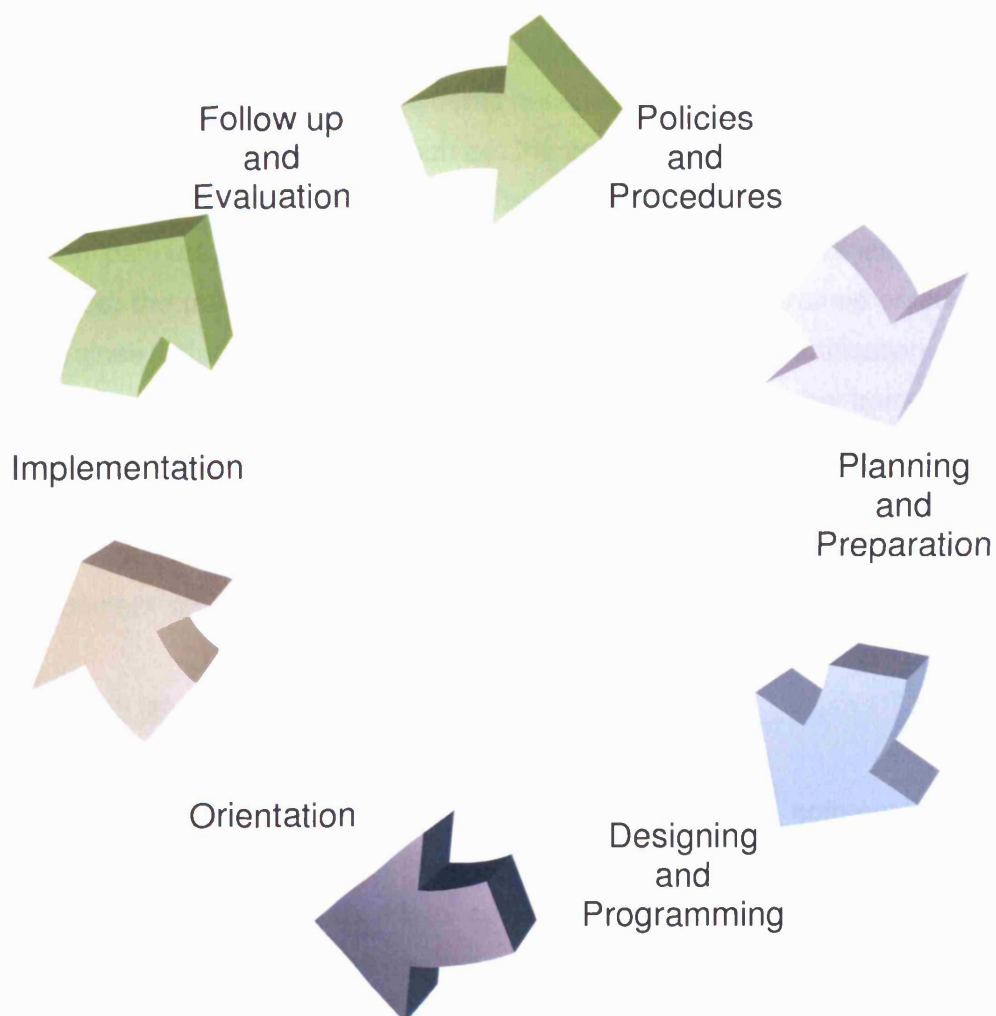 Follow up
and
Evaluation
Policies
and
Procedures
Planning
and
Preparation
Designing
and
Programming
Orientation
Implementation